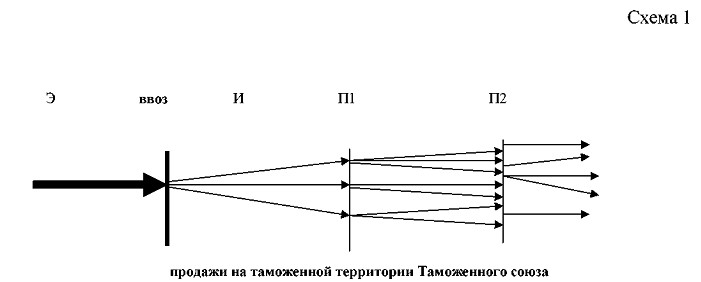 Схема 1
Э ввоз И П1 П2
продажи на таможенной территории Таможенного союза